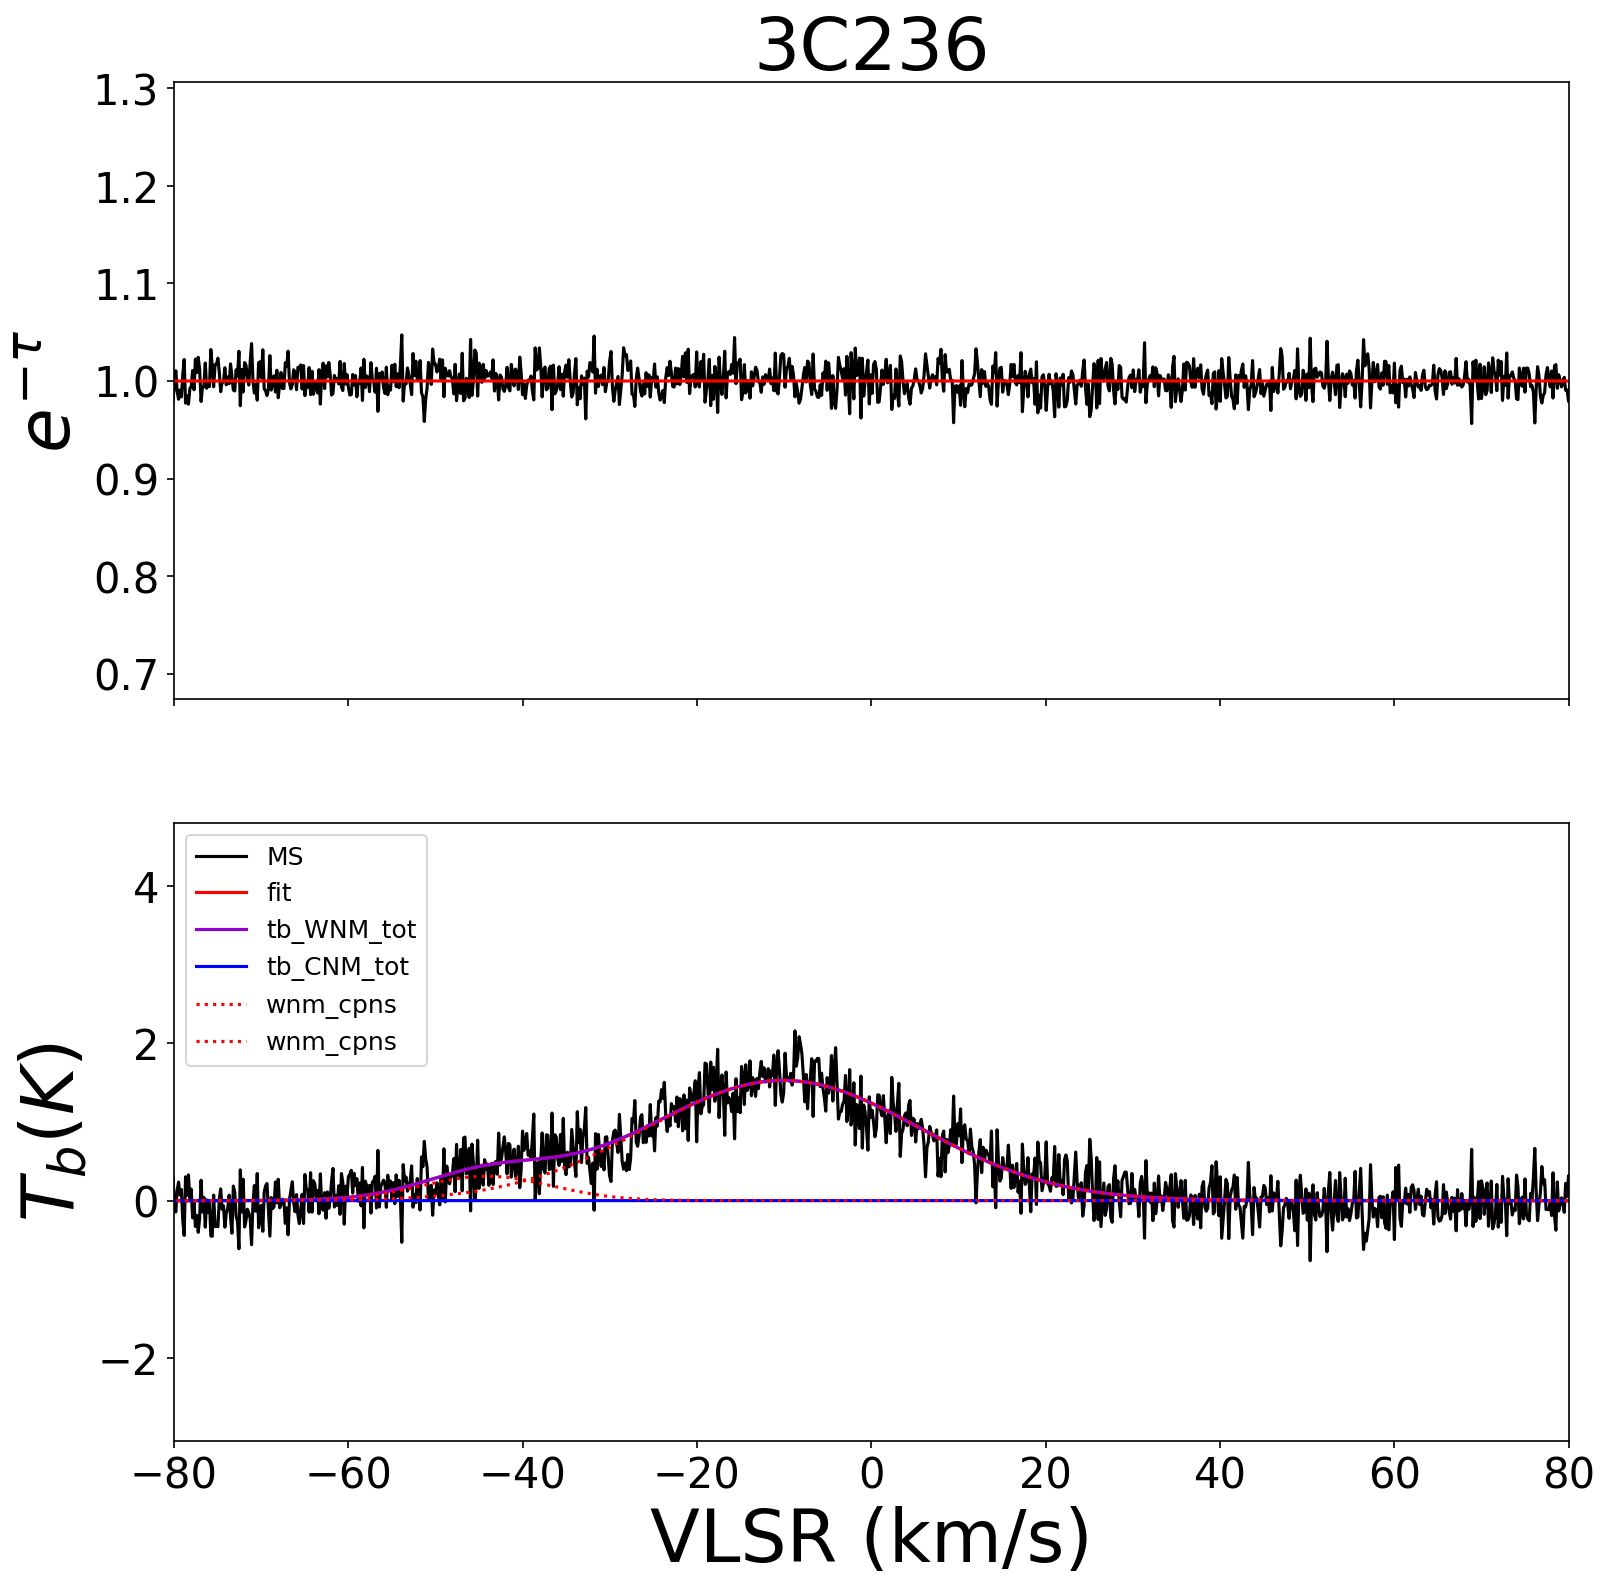 3C236
1.3
1.2
1.1
1.0
0.9
0.8
0.7
e^{-τ}
MS
fit
tb_WNM_tot
tb_CNM_tot
wnm_cpns
wnm_cpns
4
2
0
−2
T_b(K)
−80 −60 −40 −20 0 20 40 60 80
VLSR (km/s)